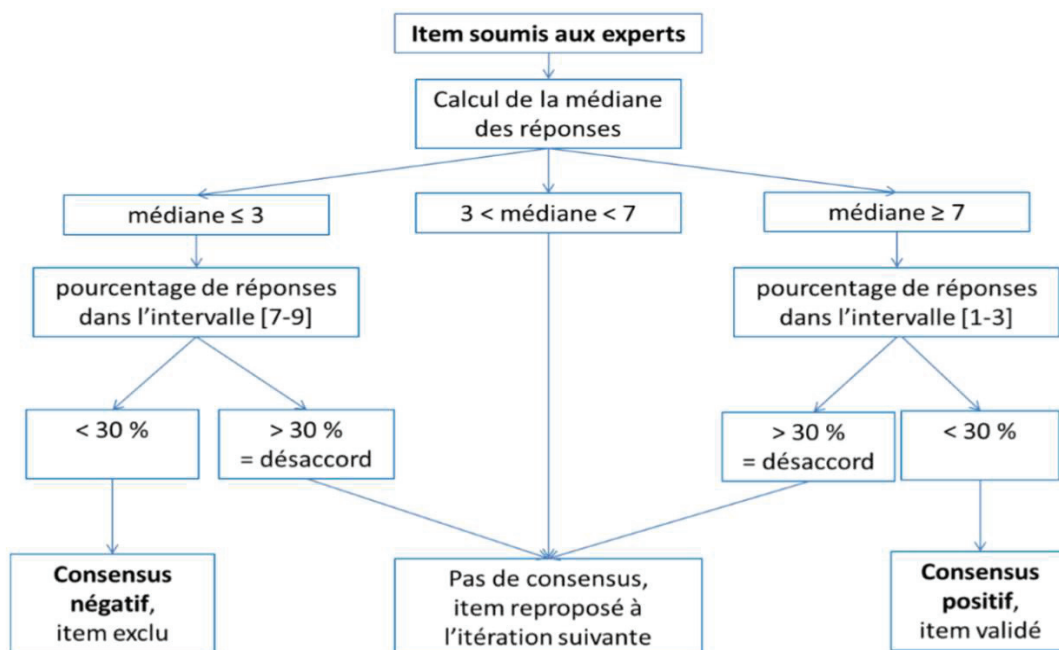 Item soumis aux experts
Calcul de la médiane
des réponses
médiane ≤ 3
3 < médiane < 7
médiane ≥ 7
pourcentage de réponses
dans l’intervalle [7-9]
pourcentage de réponses
dans l’intervalle [1-3]
< 30 %
> 30 %
= désaccord
> 30 %
= désaccord
< 30 %
Consensus
négatif,
item exclu
Pas de consensus,
item reproposé à
l’itération suivante
Consensus
positif,
item validé